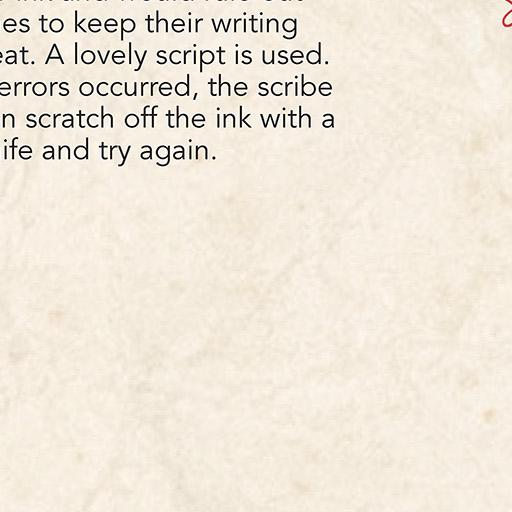 es to keep their writing
eat. A lovely script is used.
errors occurred, the scribe
n scratch off the ink with a
ife and try again.